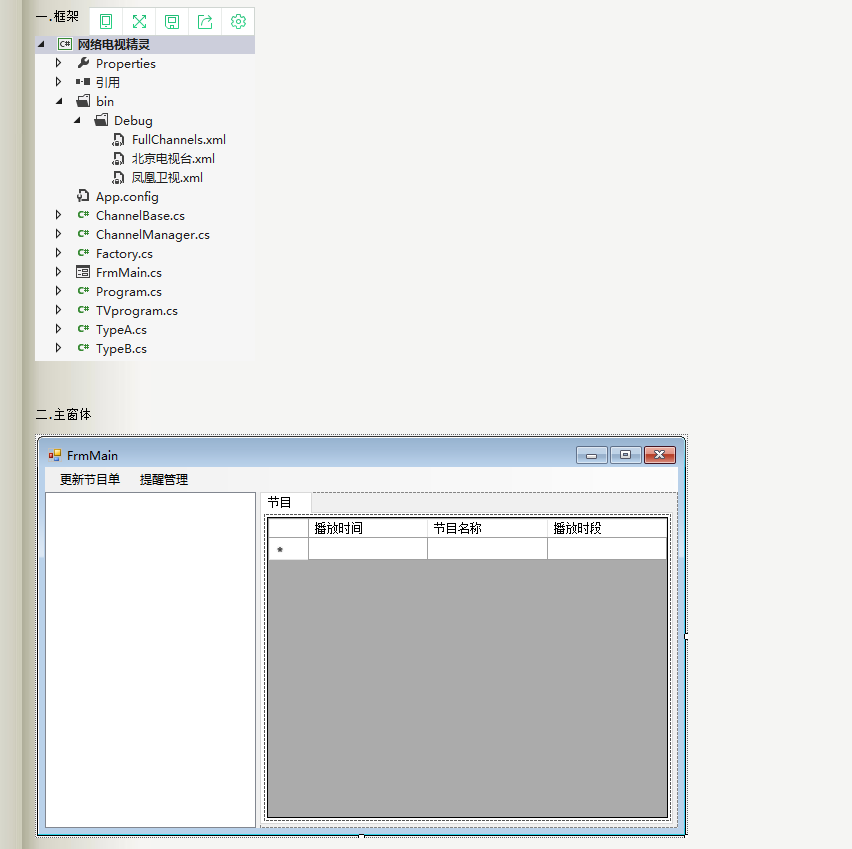 一.框架
C# 网络电视精灵
Properties
引用
bin
Debug
FullChannels.xml
北京电视台.xml
凤凰卫视.xml
App.config
C# ChannelBase.cs
C# ChannelManager.cs
C# Factory.cs
FrmMain.cs
C# Program.cs
C# TVprogram.cs
C# TypeA.cs
C# TypeB.cs
二.主窗体
FrmMain
更新节目单 提醒管理
节目
播放时间 节目名称 播放时段
*